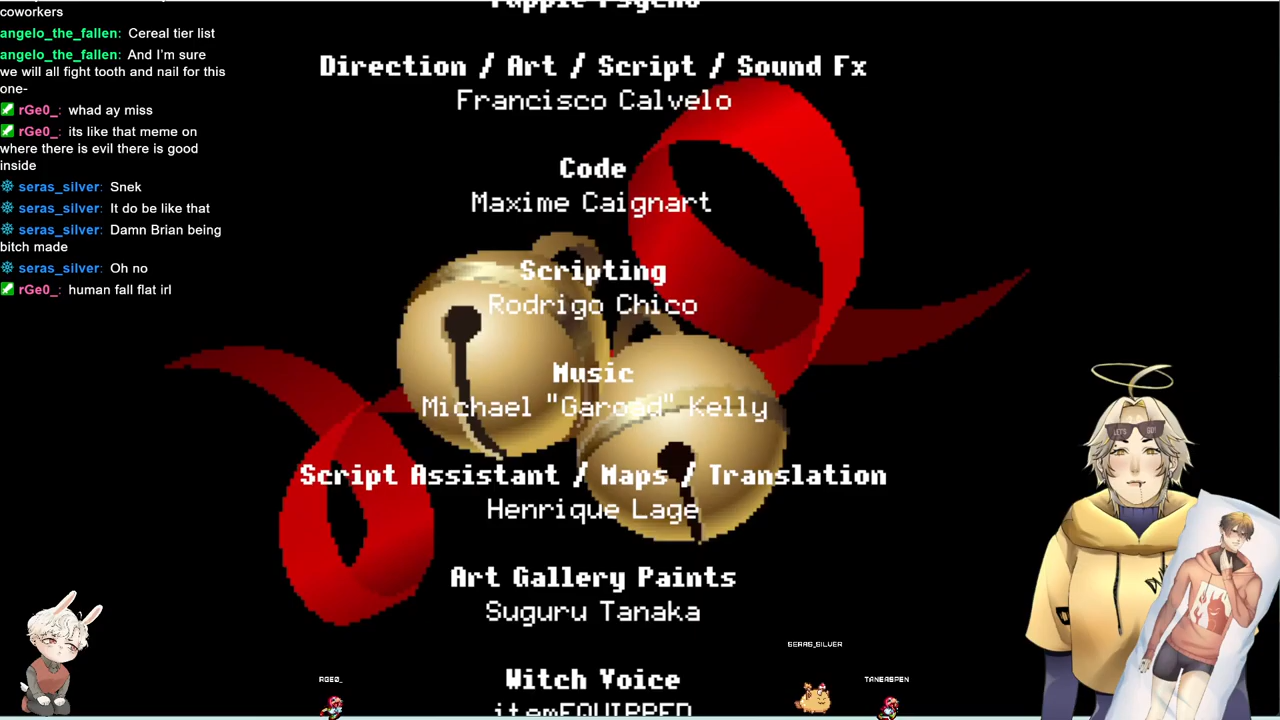 coworkers
angelo_the_fallen: Cereal tier list
angelo_the_fallen: And I'm sure
we will all fight tooth and nail for this
one-
rGe0_: whad ay miss
rGe0_: its like that meme on
where there is evil there is good
inside
seras_silver: Snek
seras_silver: It do be like that
seras_silver: Damn Brian being
bitch made
seras_silver: Oh no
rGe0_: human fall flat irl
Direction / Art / Script / Sound Fx
Francisco Calvelo
Code
Maxime Caignart
Scripting
Rodrigo Chico
Music
Michael "Garoad" Kelly
Script Assistant / Maps / Translation
Henrique Lage
Art Gallery Paints
Suguru Tanaka
Witch Voice
itemEQUIPPED
LET'S GO!
SERAS_SILVER
RGE0_
TANEASPEN